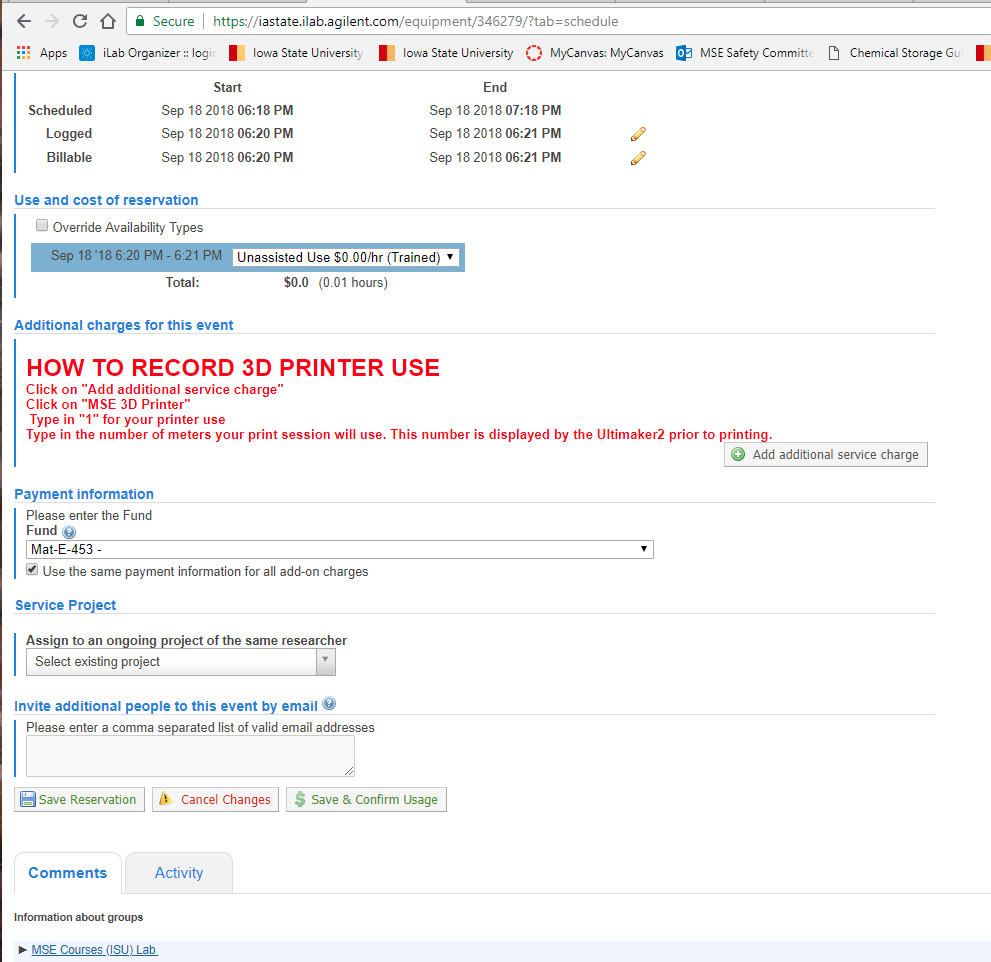 Secure https://iastate.ilab.agilent.com/equipment/346279/?tab=schedule
Apps iLab Organizer :: login Iowa State University Iowa State University MyCanvas: MyCanvas MSE Safety Committe Chemical Storage Gu
Start End
Scheduled Sep 18 2018 06:18 PM Sep 18 2018 07:18 PM
Logged Sep 18 2018 06:20 PM Sep 18 2018 06:21 PM
Billable Sep 18 2018 06:20 PM Sep 18 2018 06:21 PM
Use and cost of reservation
Override Availability Types
Sep 18 '18 6:20 PM - 6:21 PM Unassisted Use $0.00/hr (Trained)
Total: $0.0 (0.01 hours)
Additional charges for this event
HOW TO RECORD 3D PRINTER USE
Click on "Add additional service charge"
Click on "MSE 3D Printer"
Type in "1" for your printer use
Type in the number of meters your print session will use. This number is displayed by the Ultimaker2 prior to printing.
Add additional service charge
Payment information
Please enter the Fund
Fund
Mat-E-453 -
Use the same payment information for all add-on charges
Service Project
Assign to an ongoing project of the same researcher
Select existing project
Invite additional people to this event by email
Please enter a comma separated list of valid email addresses
Save Reservation Cancel Changes Save & Confirm Usage
Comments Activity
Information about groups
MSE Courses (ISU) Lab